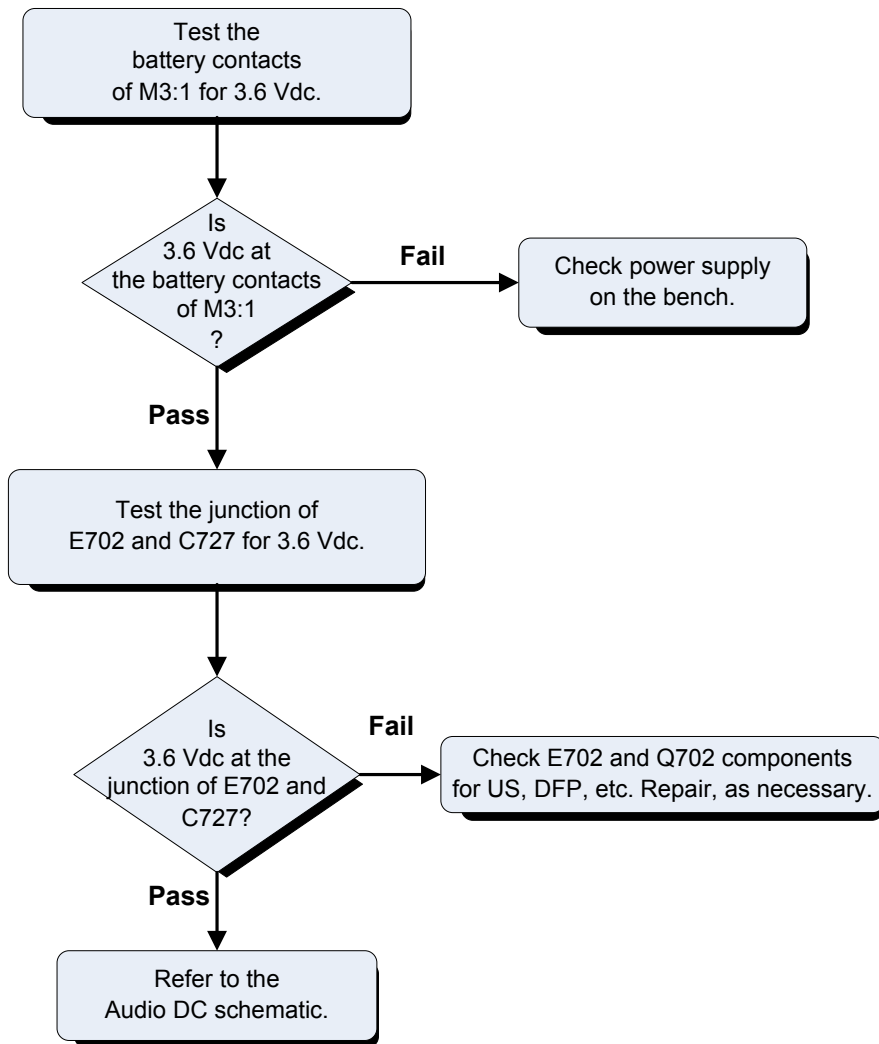 Test the
battery contacts
of M3:1 for 3.6 Vdc.
Is
3.6 Vdc at
the battery contacts
of M3:1
?
Fail
Check power supply
on the bench.
Pass
Test the junction of
E702 and C727 for 3.6 Vdc.
Is
3.6 Vdc at the
junction of E702 and
C727?
Fail
Check E702 and Q702 components
for US, DFP, etc. Repair, as necessary.
Pass
Refer to the
Audio DC schematic.